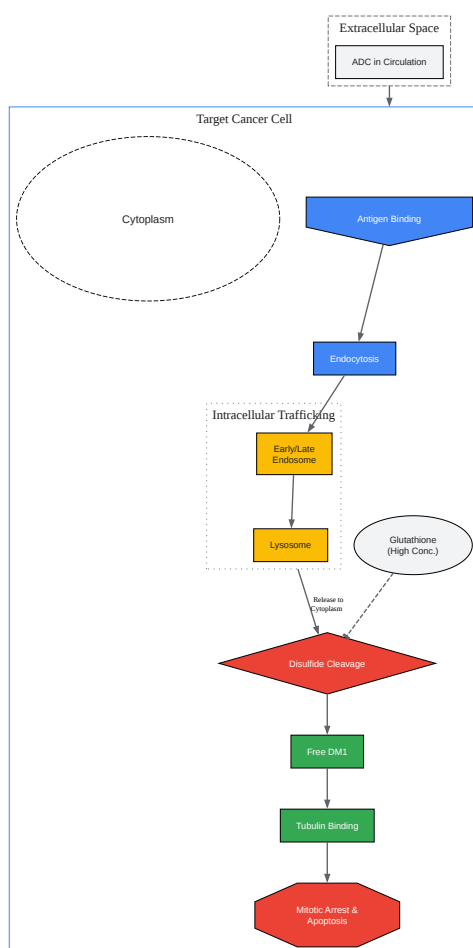 Extracellular Space
ADC in Circulation
Target Cancer Cell
Cytoplasm
Antigen Binding
Endocytosis
Intracellular Trafficking
Early/Late
Endosome
Lysosome
Glutathione
(High Conc.)
Release to
Cytoplasm
Disulfide Cleavage
Free DM1
Tubulin Binding
Mitotic Arrest &
Apoptosis